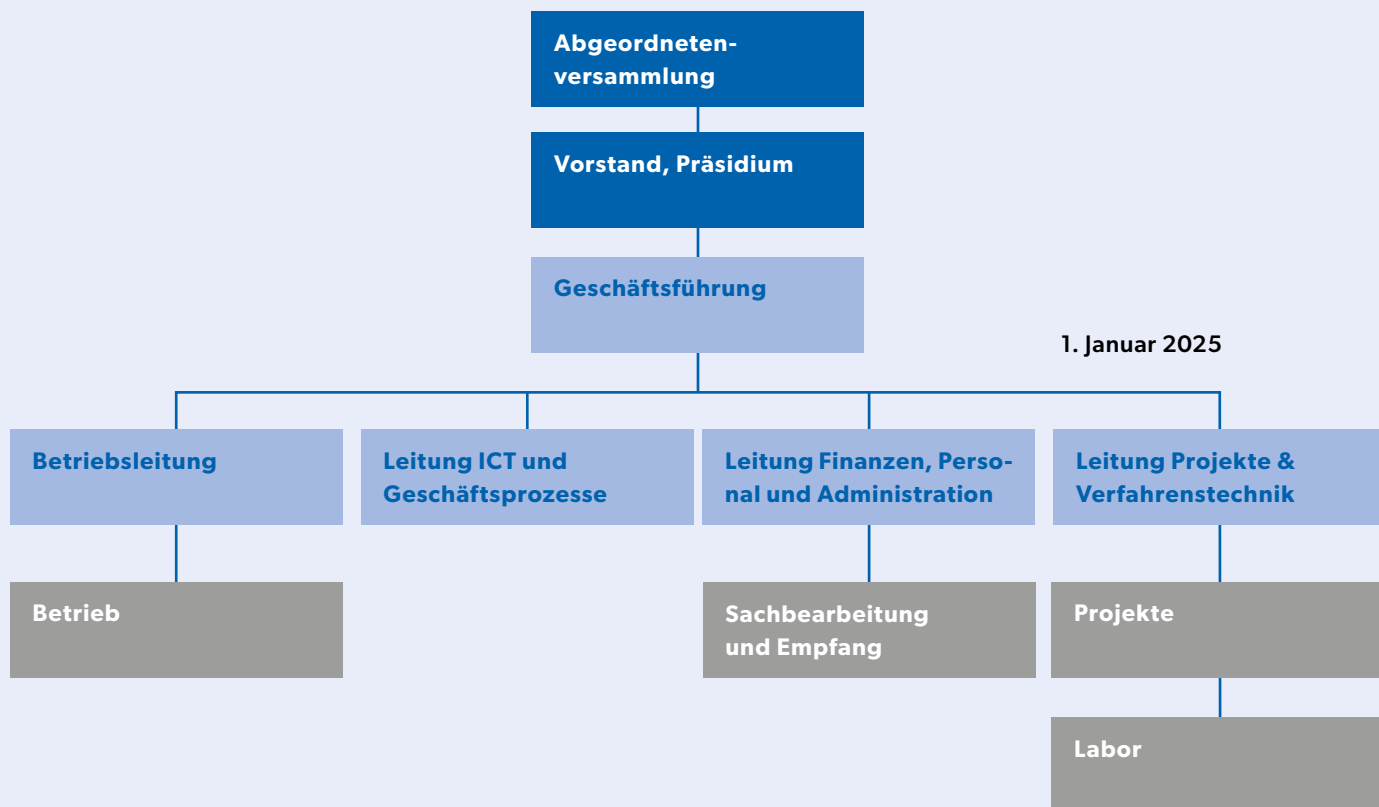 Abgeordneten-
versammlung
Vorstand, Präsidium
Geschäftsführung
1. Januar 2025
Betriebsleitung
Leitung ICT und
Geschäftsprozesse
Leitung Finanzen, Perso-
nal und Administration
Leitung Projekte &
Verfahrenstechnik
Betrieb
Sachbearbeitung
und Empfang
Projekte
Labor